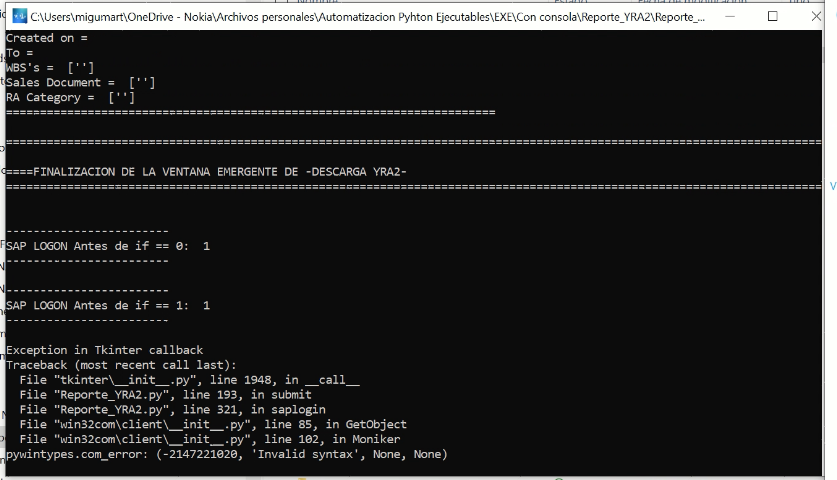 C:\Users\migumart\OneDrive - Nokia\Archivos personales\Automatizacion Pyhton Ejecutables\EXE\Con consola\Reporte_YRA2\Reporte_...
Created on =
To =
WBS's =  ['']
Sales Document =  ['']
RA Category =  ['']
========================================================================
========================================================================================================================
====FINALIZACION DE LA VENTANA EMERGENTE DE -DESCARGA YRA2-
========================================================================================================================
------------------------
SAP LOGON Antes de if == 0:  1
------------------------
------------------------
SAP LOGON Antes de if == 1:  1
------------------------
Exception in Tkinter callback
Traceback (most recent call last):
  File "tkinter\__init__.py", line 1948, in __call__
  File "Reporte_YRA2.py", line 193, in submit
  File "Reporte_YRA2.py", line 321, in saplogin
  File "win32com\client\__init__.py", line 85, in GetObject
  File "win32com\client\__init__.py", line 102, in Moniker
pywintypes.com_error: (-2147221020, 'Invalid syntax', None, None)